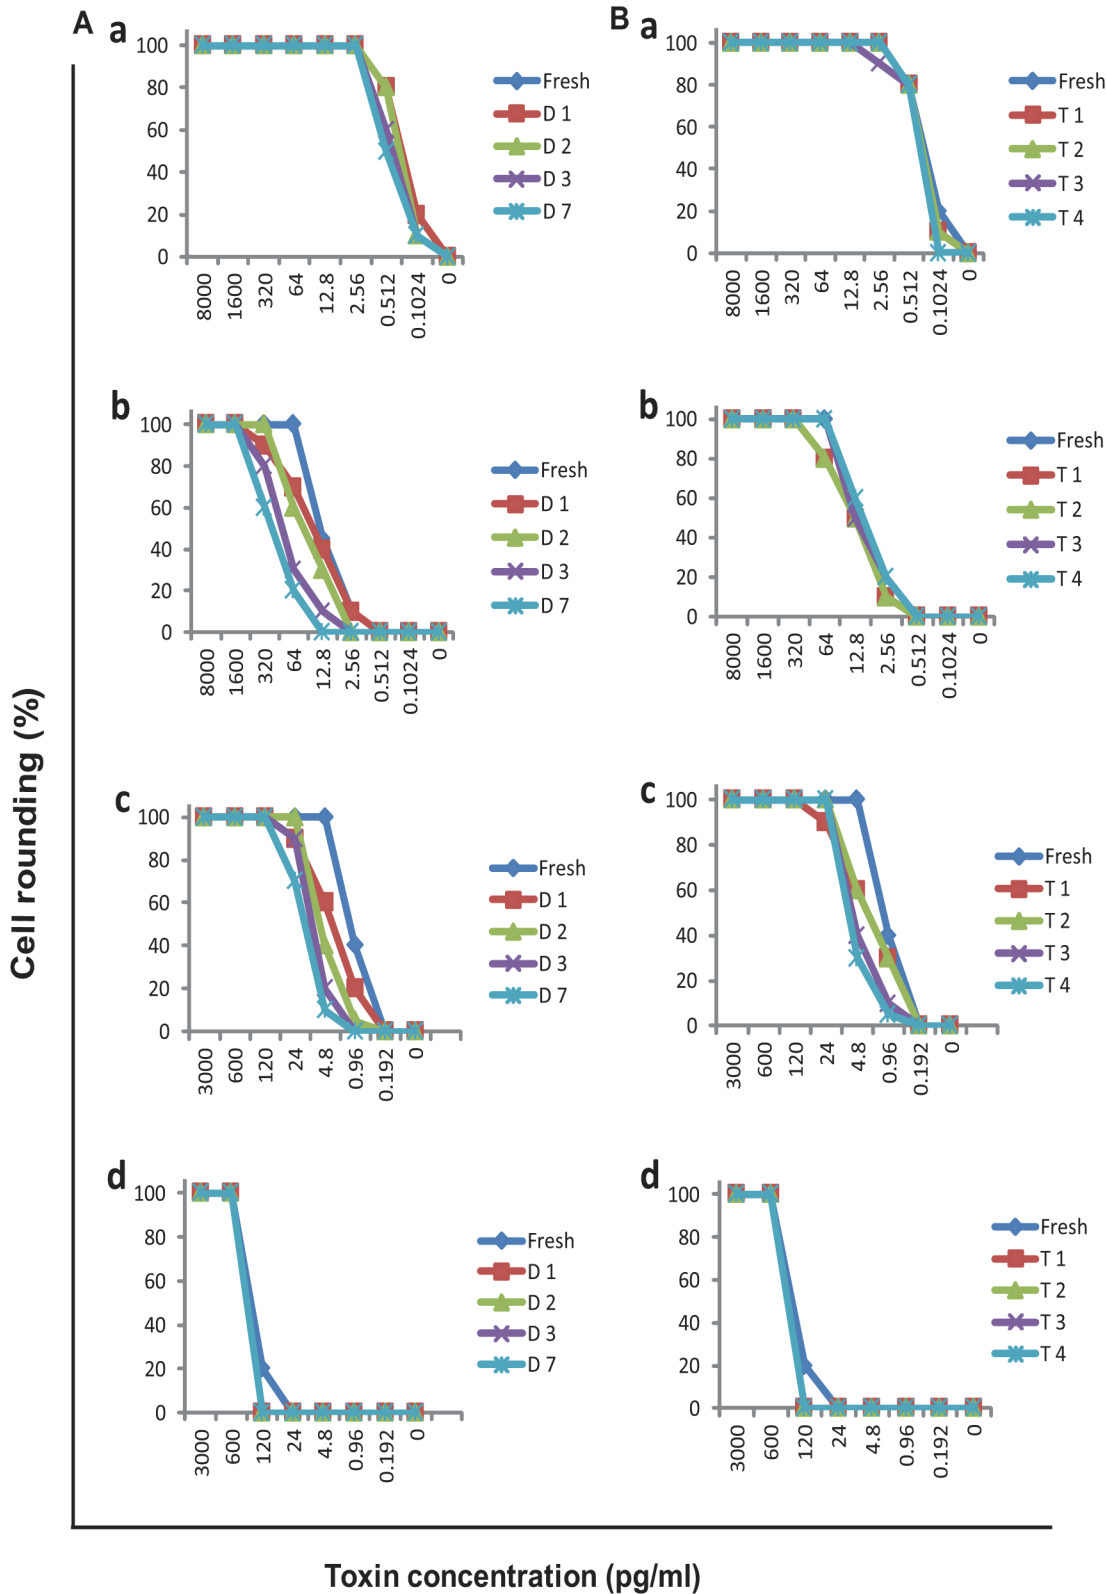 A a
100
80
60
40
20
0
8000 1600 320 64 12.8 2.56 0.512 0.1024 0
Fresh
D 1
D 2
D 3
D 7
B a
100
80
60
40
20
0
8000 1600 320 64 12.8 2.56 0.512 0.1024 0
Fresh
T 1
T 2
T 3
T 4
b
100
80
60
40
20
0
8000 1600 320 64 12.8 2.56 0.512 0.1024 0
Fresh
D 1
D 2
D 3
D 7
b
100
80
60
40
20
0
8000 1600 320 64 12.8 2.56 0.512 0.1024 0
Fresh
T 1
T 2
T 3
T 4
c
100
80
60
40
20
0
3000 600 120 24 4.8 0.96 0.192 0
Fresh
D 1
D 2
D 3
D 7
c
100
80
60
40
20
0
3000 600 120 24 4.8 0.96 0.192 0
Fresh
T 1
T 2
T 3
T 4
d
100
80
60
40
20
0
3000 600 120 24 4.8 0.96 0.192 0
Fresh
D 1
D 2
D 3
D 7
d
100
80
60
40
20
0
3000 600 120 24 4.8 0.96 0.192 0
Fresh
T 1
T 2
T 3
T 4
Cell rounding (%)
Toxin concentration (pg/ml)